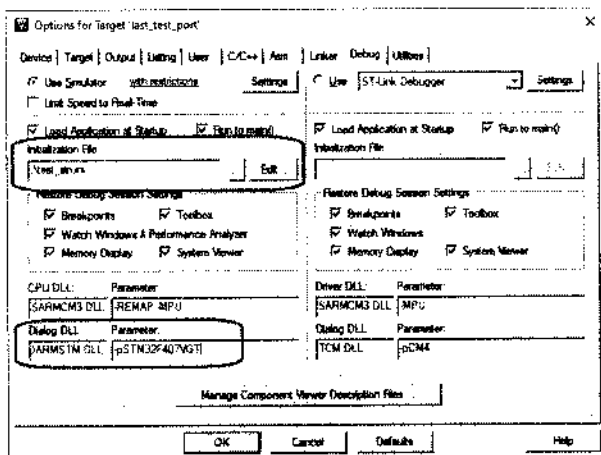 Options for Target 'last_test_port'
Device Target Output Listing User C/C++ Asm Linker Debug Utilities
Use Simulator with restrictions Settings
Limit Speed to Real-Time
Load Application at Startup Run to main()
Initialization File
Edit...
Restore Debug Session Settings
Breakpoints Toolbox
Watch Windows & Performance Analyzer
Memory Display System Viewer
CPU DLL: Parameter:
SARMCM3.DLL -REMAP -MPU
Dialog DLL: Parameter:
DARMSTM.DLL -pSTM32F407VGT
Use ST-Link Debugger Settings
Load Application at Startup Run to main()
Initialization File
Restore Debug Session Settings
Breakpoints Toolbox
Watch Windows
Memory Display System Viewer
Driver DLL: Parameter:
SARMCM3.DLL -MPU
Dialog DLL: Parameter:
TCM.DLL -pCM4
Manage Component Viewer Description Files ...
OK Cancel Defaults Help